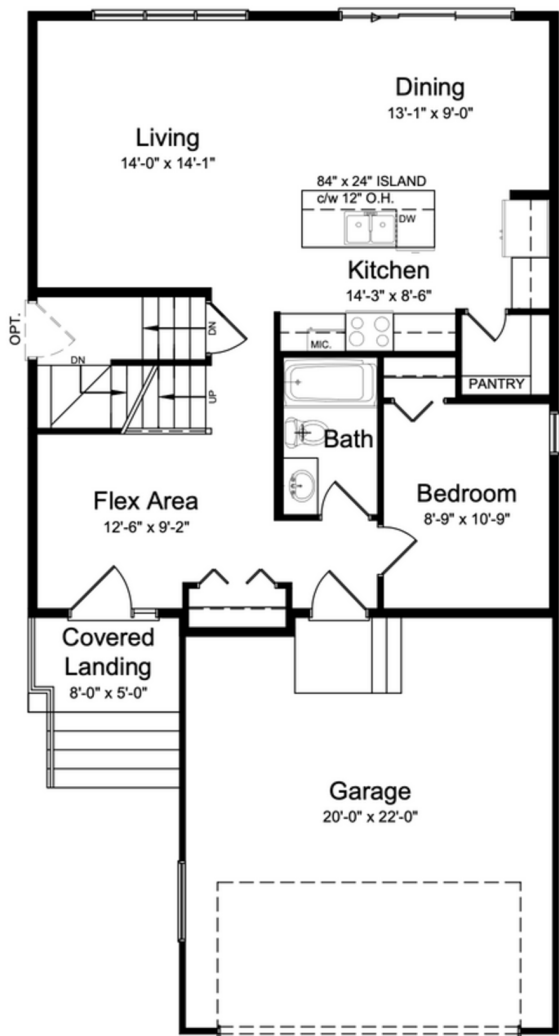 Dining
13'-1" x 9'-0"
Living
14'-0" x 14'-1"
84" x 24" ISLAND
c/w 12" O.H.
DW
Kitchen
14'-3" x 8'-6"
OPT.
DN
DN
MIC.
PANTRY
UP
Bath
Flex Area
12'-6" x 9'-2"
Bedroom
8'-9" x 10'-9"
Covered
Landing
8'-0" x 5'-0"
Garage
20'-0" x 22'-0"